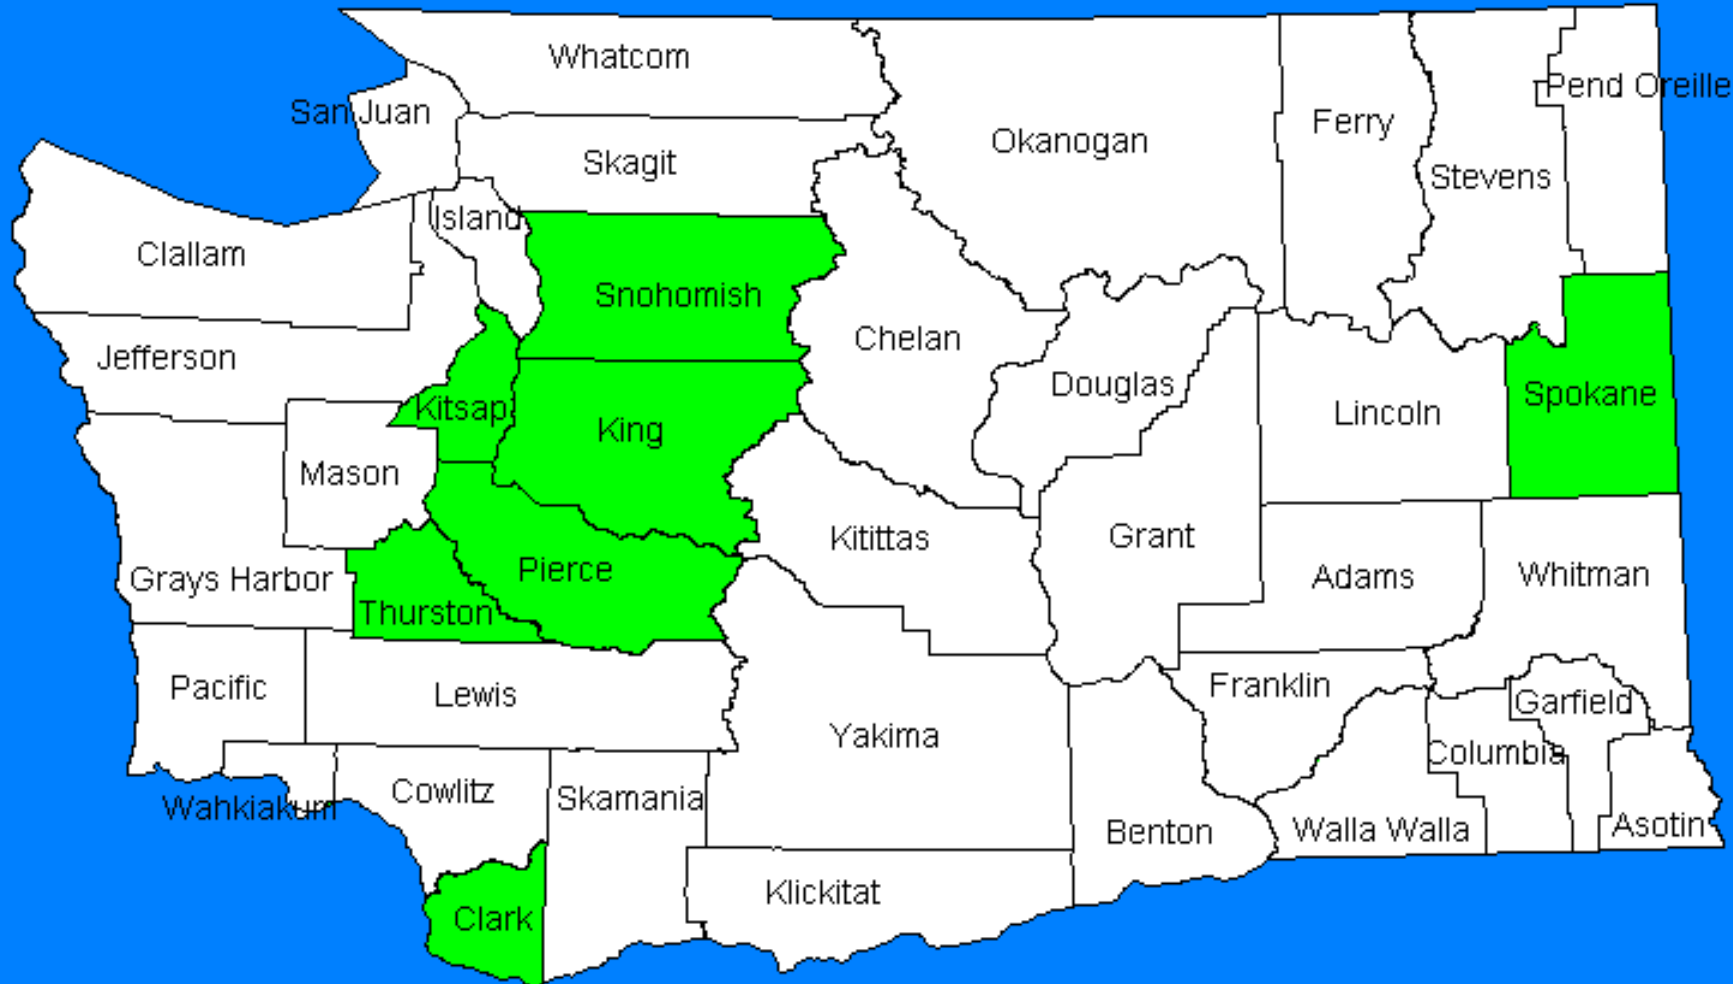 Whatcom
Pend Oreille
San Juan
Ferry
Okanogan
Skagit
Stevens
Island
Clallam
Snohomish
Chelan
Jefferson
Douglas
Spokane
Kitsap
Lincoln
King
Mason
Grant
Kitittas
Pierce
Whitman
Adams
Grays Harbor
Thurston
Franklin
Pacific
Lewis
Garfield
Yakima
Columbia
Cowlitz
Skamania
Wahkiakum
Asotin
Walla Walla
Benton
Klickitat
Clark